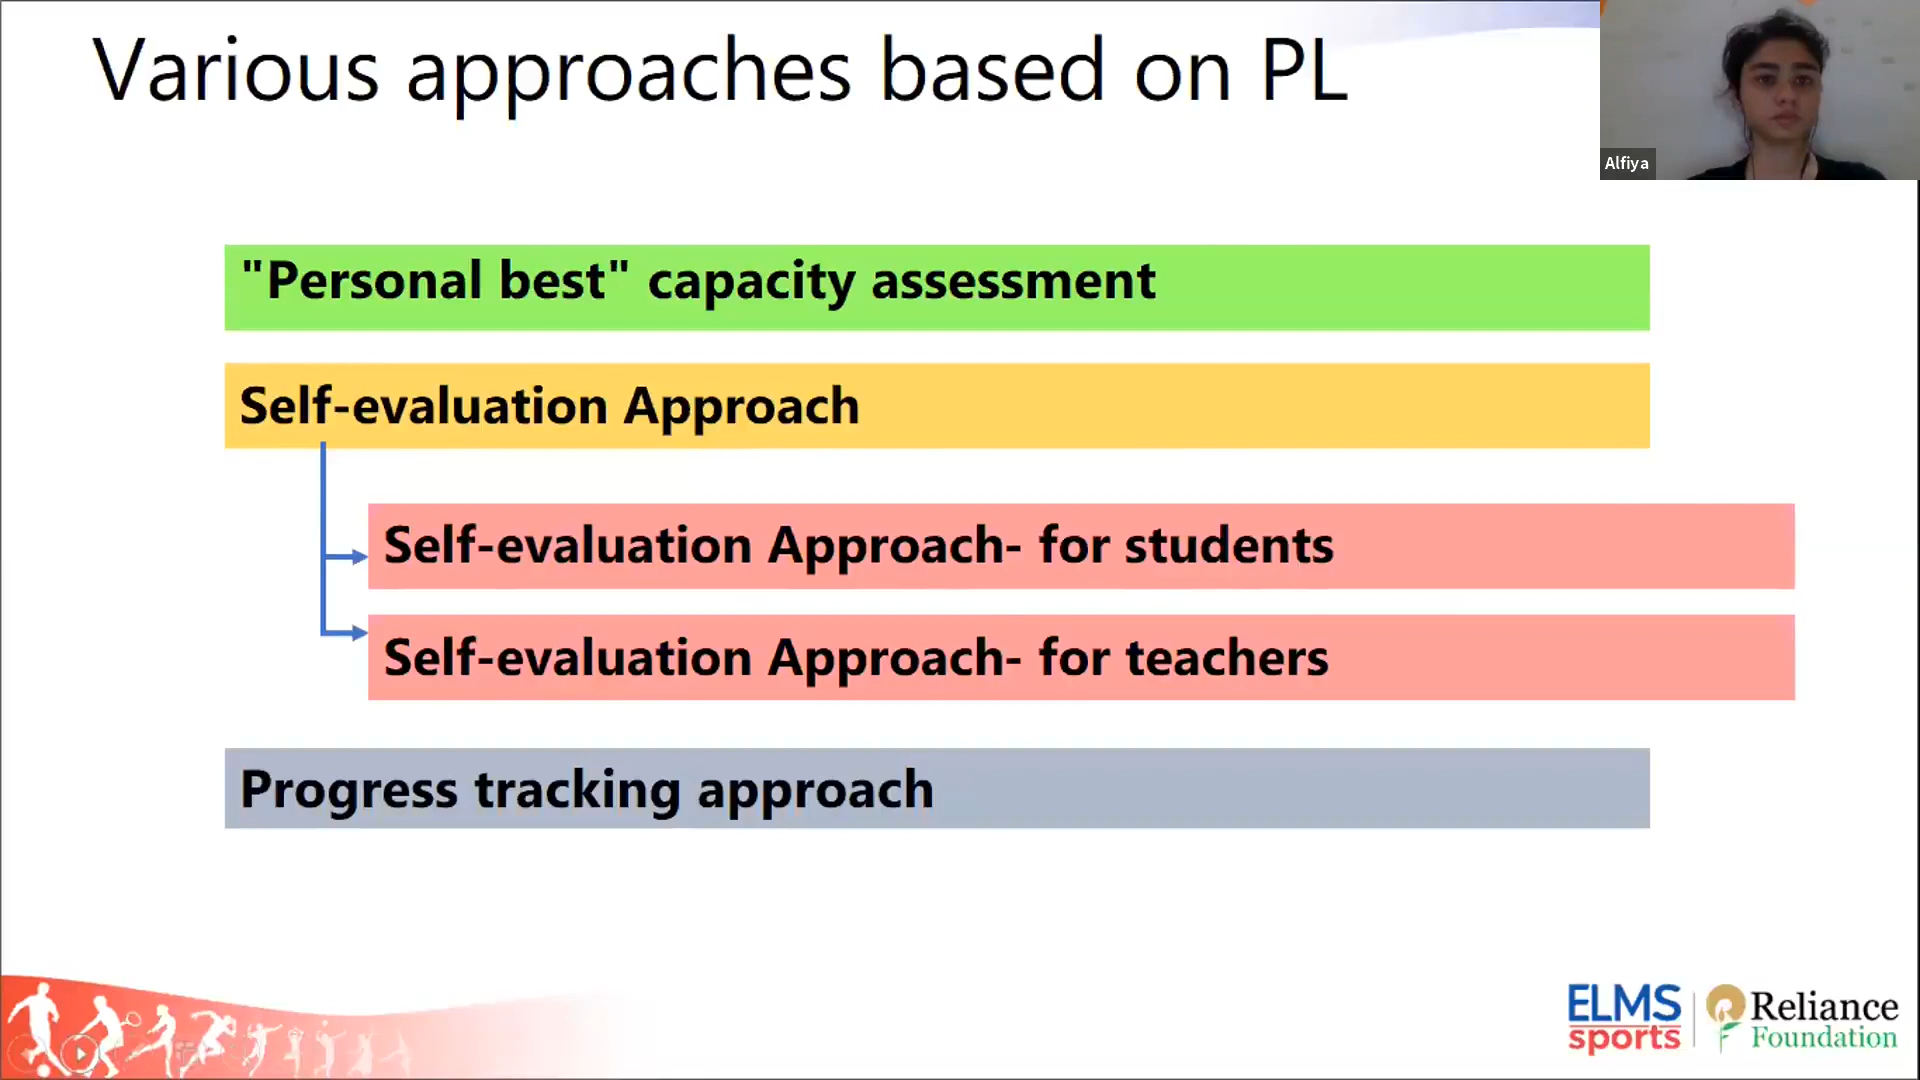 Various approaches based on PL
Alfiya
"Personal best" capacity assessment
Self-evaluation Approach
Self-evaluation Approach- for students
Self-evaluation Approach- for teachers
Progress tracking approach
ELMS
sports
Reliance
Foundation